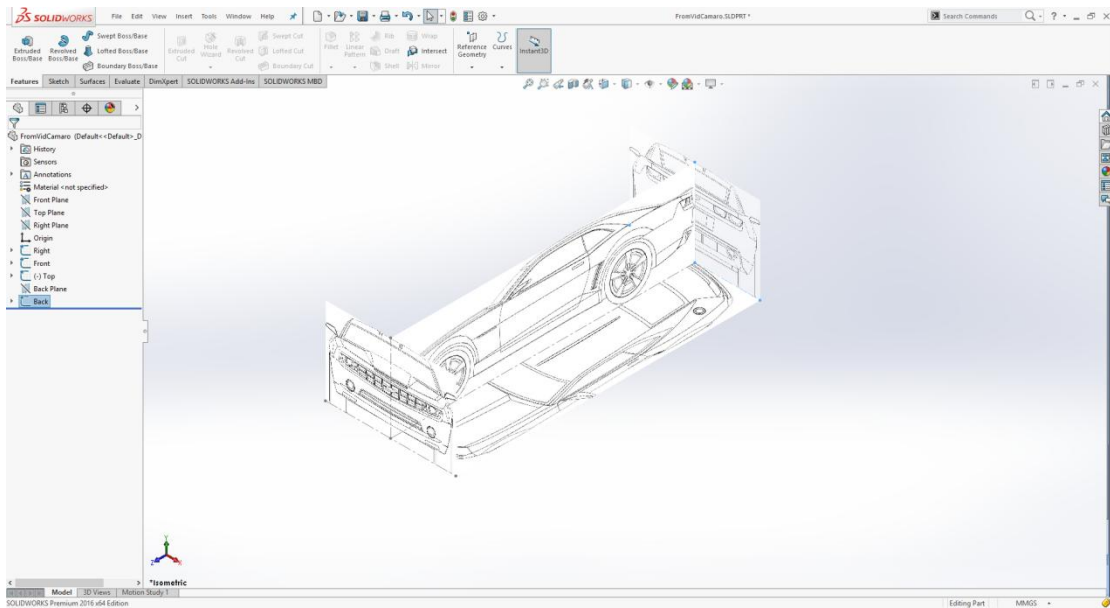 SOLIDWORKS File Edit View Insert Tools Window Help FromVidCamaro.SLDPRT * Search Commands
Extruded Boss/Base
Revolved Boss/Base
Swept Boss/Base
Lofted Boss/Base
Boundary Boss/Base
Extruded Cut
Hole Wizard
Revolved Cut
Swept Cut
Lofted Cut
Boundary Cut
Fillet
Linear Pattern
Rib
Draft
Shell
Wrap
Intersect
Mirror
Reference Geometry
Curves
Instant3D
Features Sketch Surfaces Evaluate DimXpert SOLIDWORKS Add-Ins SOLIDWORKS MBD
FromVidCamaro (Default<<Default>_D
History
Sensors
Annotations
Material <not specified>
Front Plane
Top Plane
Right Plane
Origin
Right
Front
(-) Top
Back Plane
Back
Y
Z
X
*Isometric
Model 3D Views Motion Study 1
SOLIDWORKS Premium 2016 x64 Edition Editing Part MMGS